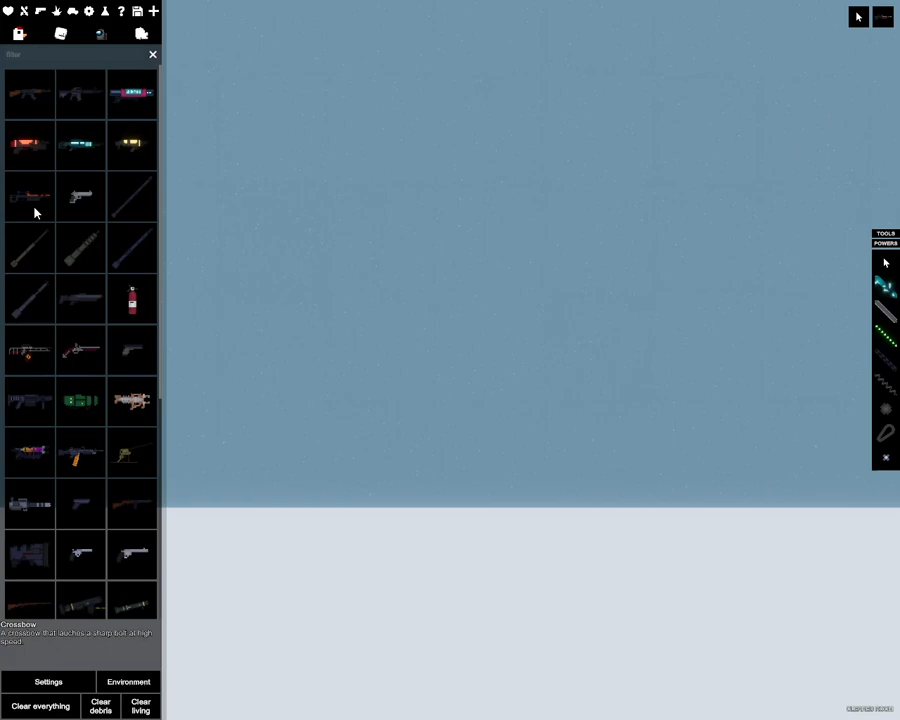 filter
TOOLS
POWERS
Crossbow
A crossbow that lauches a sharp bolt at high
speed.
Settings
Environment
Clear everything
Clear
debris
Clear
living